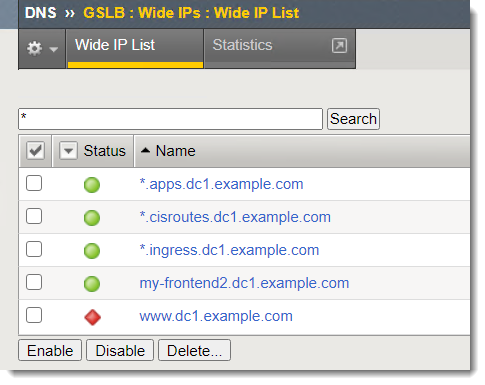 DNS ›› GSLB : Wide IPs : Wide IP List
Wide IP List Statistics
* Search
Status Name
*.apps.dc1.example.com
*.cisroutes.dc1.example.com
*.ingress.dc1.example.com
my-frontend2.dc1.example.com
www.dc1.example.com
Enable Disable Delete...